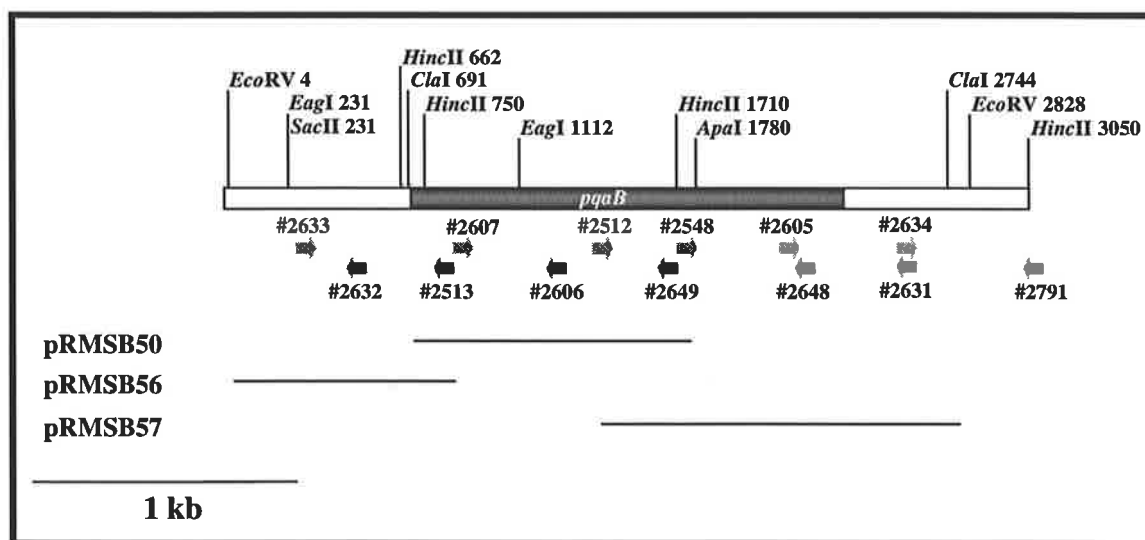 HincII 662
EcoRV 4
ClaI 691
ClaI 2744
EagI 231
HincII 750
HincII 1710
EcoRV 2828
SacII 231
EagI 1112
ApaI 1780
HincII 3050
pqaB
#2633 #2607 #2512 #2548 #2605 #2634
#2632 #2513 #2606 #2649 #2648 #2631 #2791
pRMSB50
pRMSB56
pRMSB57
1 kb